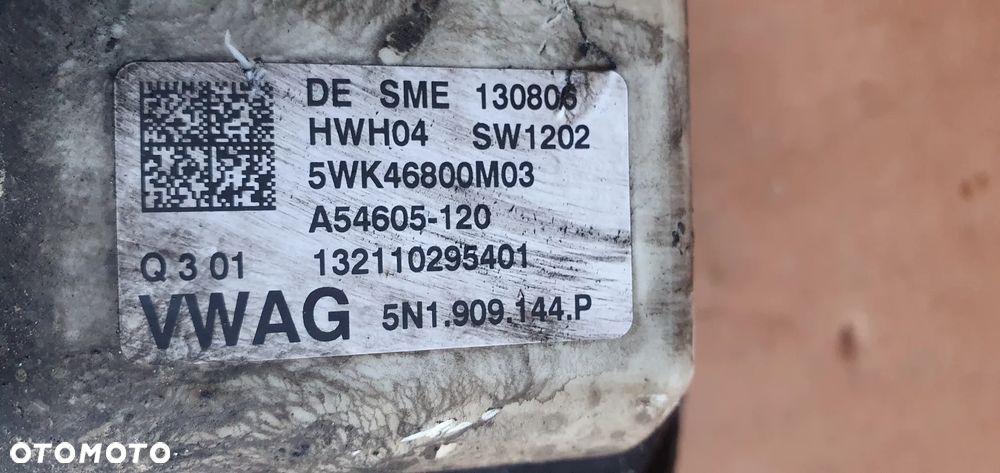 DE SME 130806
HWH04 SW1202
5WK46800M03
A54605-120
Q 3 01 132110295401
VWAG 5N1.909.144.P
OTOMOTO